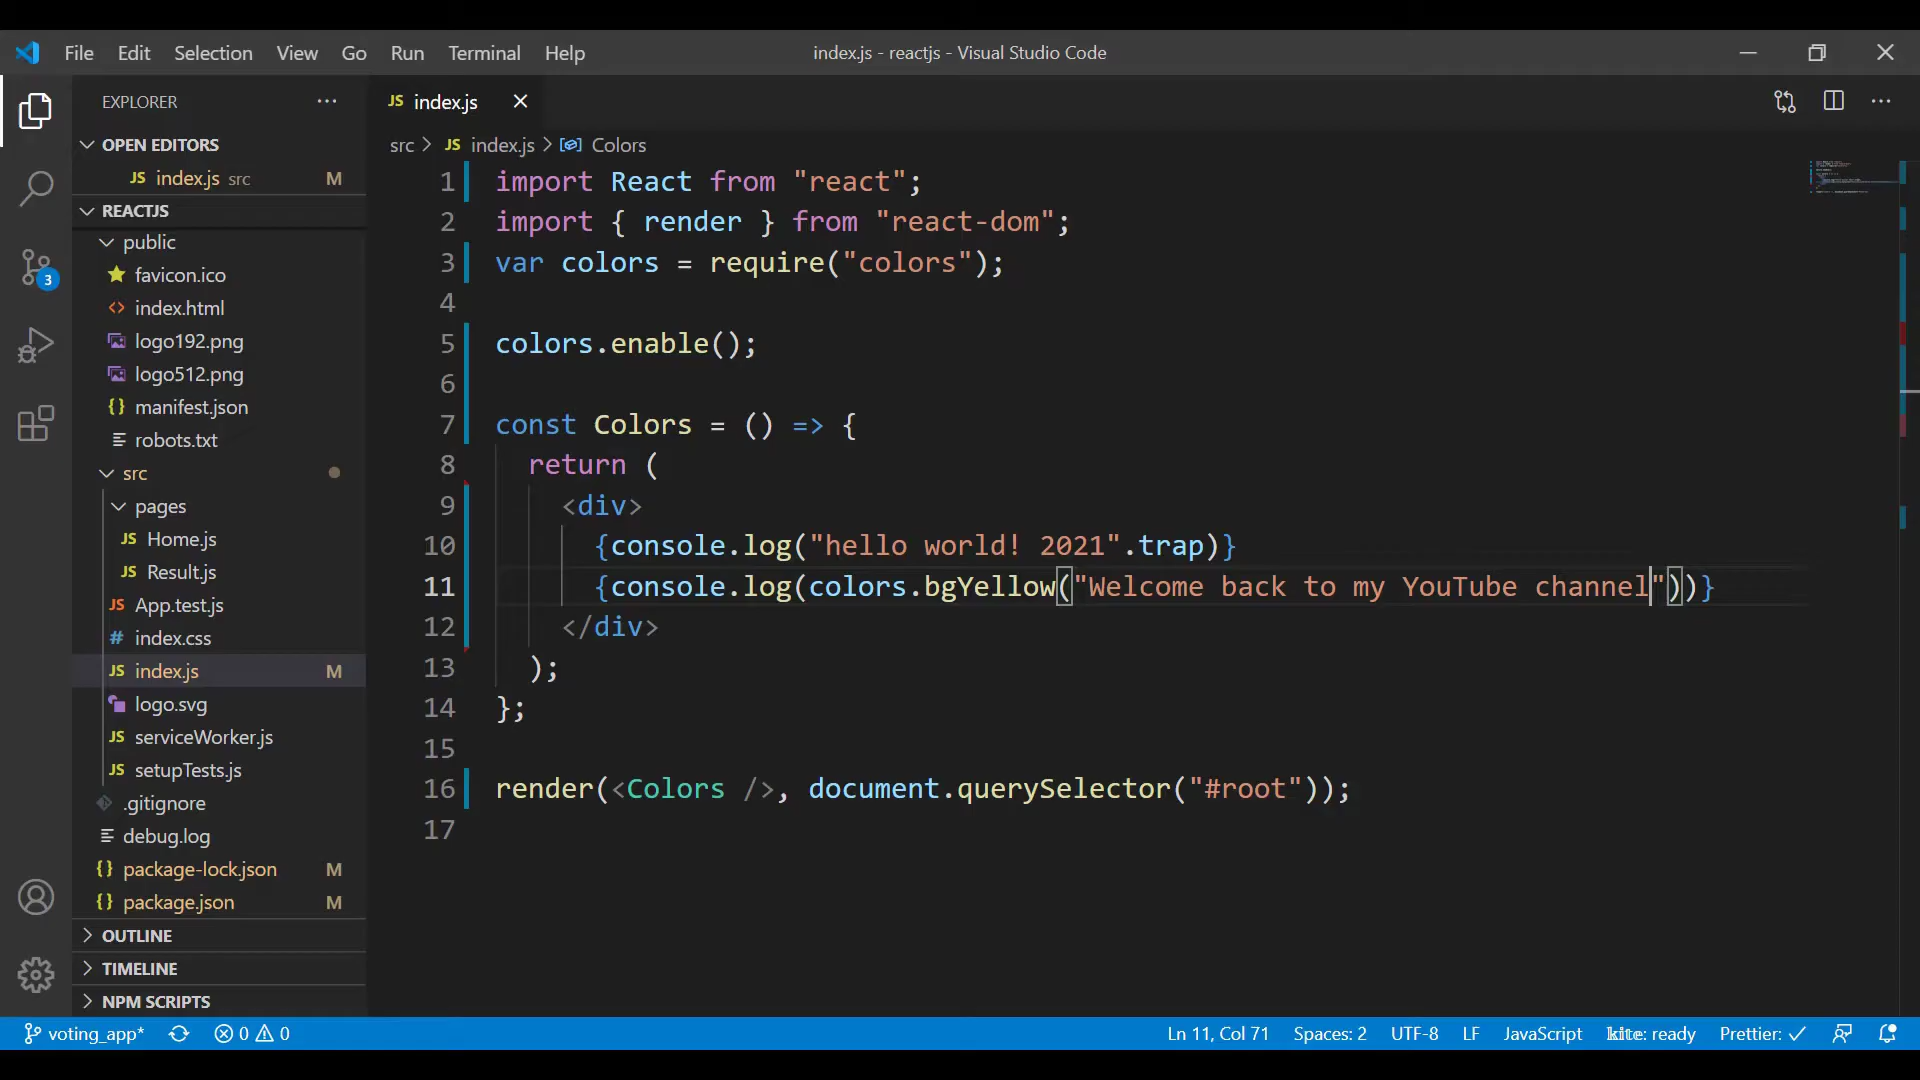 File Edit Selection View Go Run Terminal Help index.js - reactjs - Visual Studio Code
EXPLORER
OPEN EDITORS
JS index.js src M
REACTJS
public
favicon.ico
<> index.html
logo192.png
logo512.png
{} manifest.json
robots.txt
src
pages
JS Home.js
JS Result.js
JS App.test.js
# index.css
JS index.js M
logo.svg
JS serviceWorker.js
JS setupTests.js
.gitignore
debug.log
{} package-lock.json M
{} package.json M
OUTLINE
TIMELINE
NPM SCRIPTS
3
JS index.js
src > JS index.js > Colors
1 import React from "react";
2 import { render } from "react-dom";
3 var colors = require("colors");
4
5 colors.enable();
6
7 const Colors = () => {
8 return (
9 <div>
10 {console.log("hello world! 2021".trap)}
11 {console.log(colors.bgYellow("Welcome back to my YouTube channel"))}
12 </div>
13 );
14 };
15
16 render(<Colors />, document.querySelector("#root"));
17
voting_app* 0 0 Ln 11, Col 71 Spaces: 2 UTF-8 LF JavaScript kite: ready Prettier: ✓